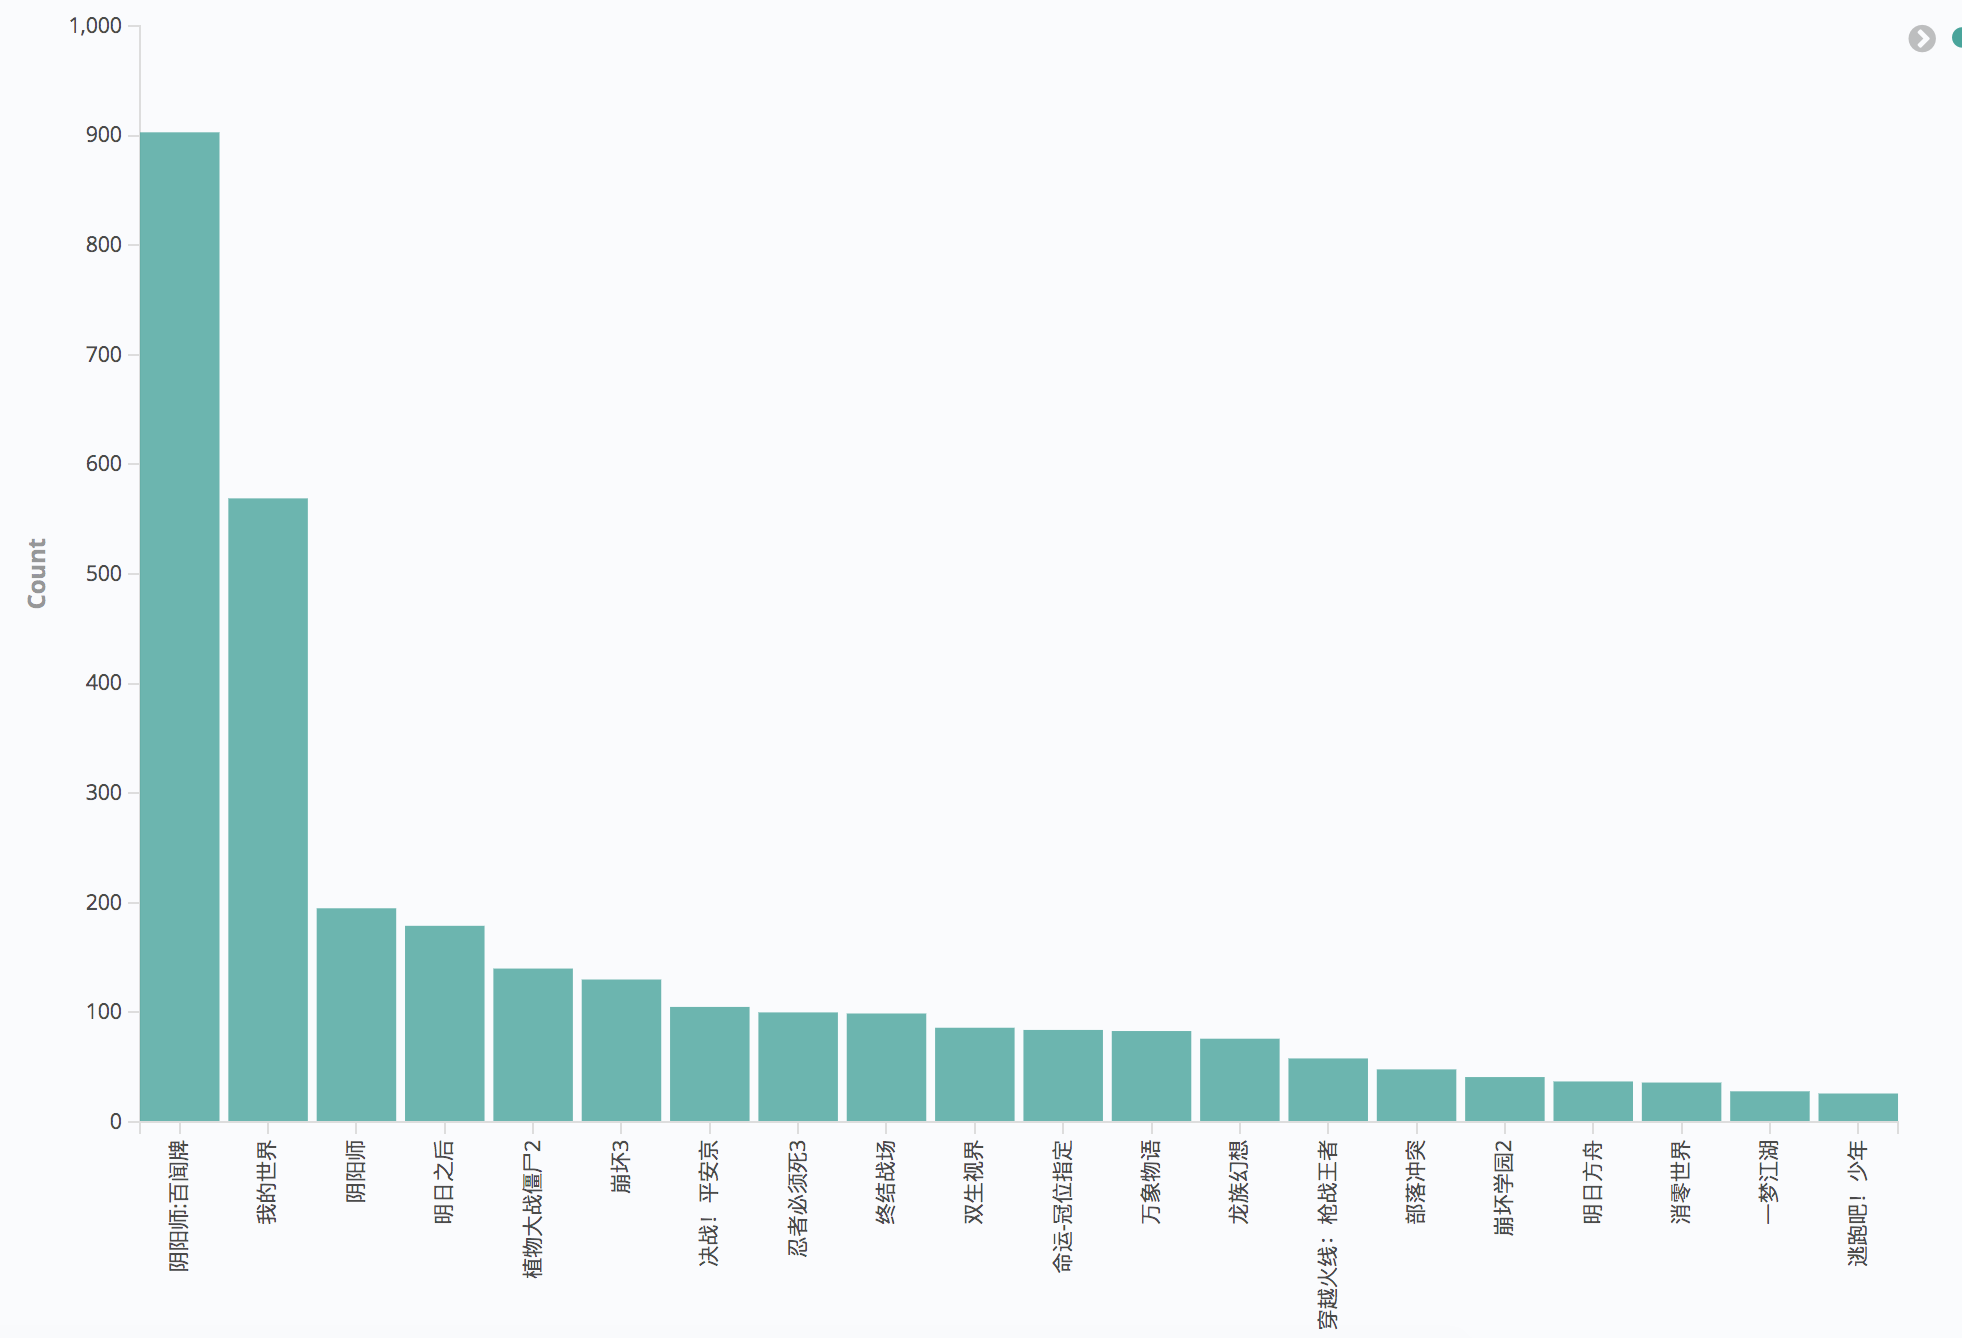 1,000
900
800
700
600
500
400
300
200
100
0
Count
阴阳师:百闻牌
我的世界
阴阳师
明日之后
植物大战僵尸2
崩坏3
决战！平安京
忍者必须死3
终结战场
双生视界
命运-冠位指定
万象物语
龙族幻想
穿越火线：枪战王者
部落冲突
崩坏学园2
明日方舟
消零世界
一梦江湖
逃跑吧！少年